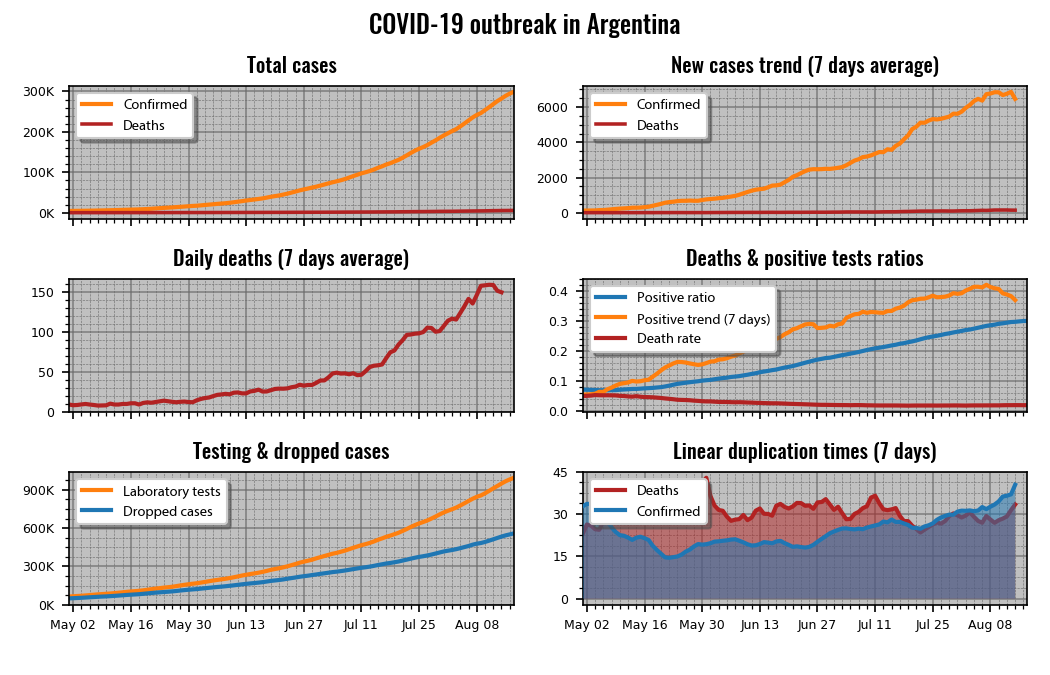 COVID-19 outbreak in Argentina
Total cases
300K
200K
100K
0K
Confirmed
Deaths
New cases trend (7 days average)
6000
4000
2000
0
Confirmed
Deaths
Daily deaths (7 days average)
150
100
50
0
Deaths & positive tests ratios
0.4
0.3
0.2
0.1
0.0
Positive ratio
Positive trend (7 days)
Death rate
Testing & dropped cases
900K
600K
300K
0K
Laboratory tests
Dropped cases
May 02 May 16 May 30 Jun 13 Jun 27 Jul 11 Jul 25 Aug 08
Linear duplication times (7 days)
45
30
15
0
Deaths
Confirmed
May 02 May 16 May 30 Jun 13 Jun 27 Jul 11 Jul 25 Aug 08